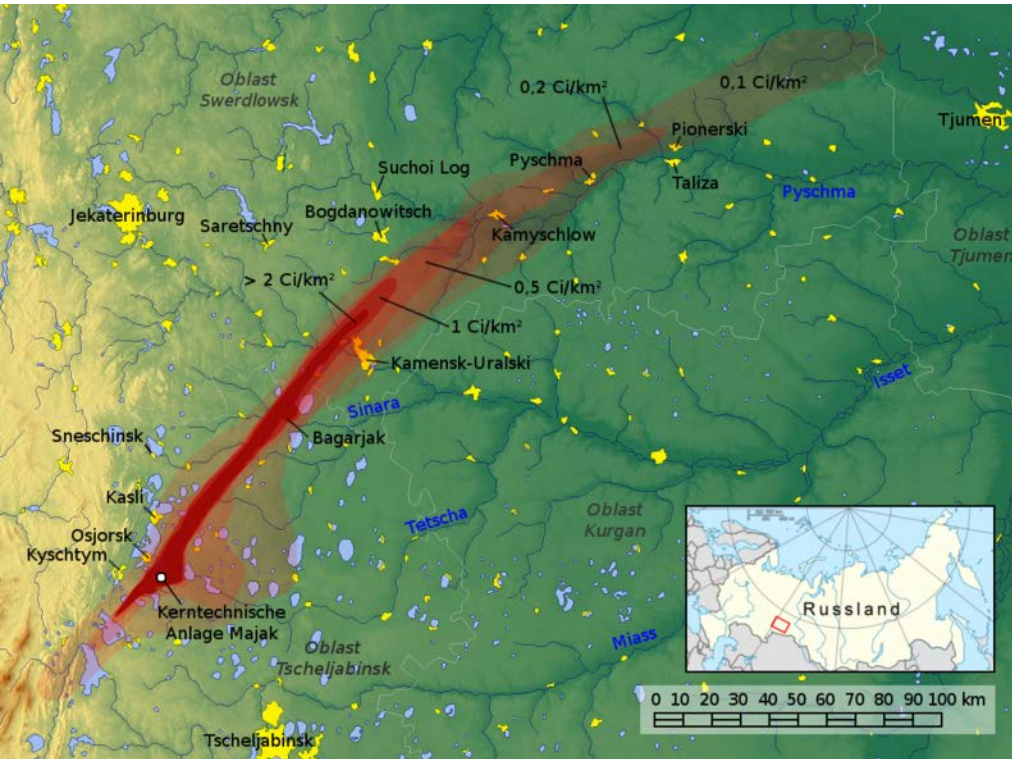 Oblast
Swerdlowsk
0,2 Ci/km²
0,1 Ci/km²
Tjumen
Pionerski
Pyschma
Suchoi Log
Taliza
Pyschma
Jekaterinburg
Bogdanowitsch
Saretschny
Kamyschlow
Oblast
Tjumen
> 2 Ci/km²
0,5 Ci/km²
1 Ci/km²
Kamensk-Uralski
Isset
Sinara
Bagarjak
Sneschinsk
Kasli
Tetscha
Oblast
Kurgan
Osjorsk
Kyschtym
Kerntechnische
Anlage Majak
Russland
Oblast
Tscheljabinsk
Miass
0 10 20 30 40 50 60 70 80 90 100 km
Tscheljabinsk